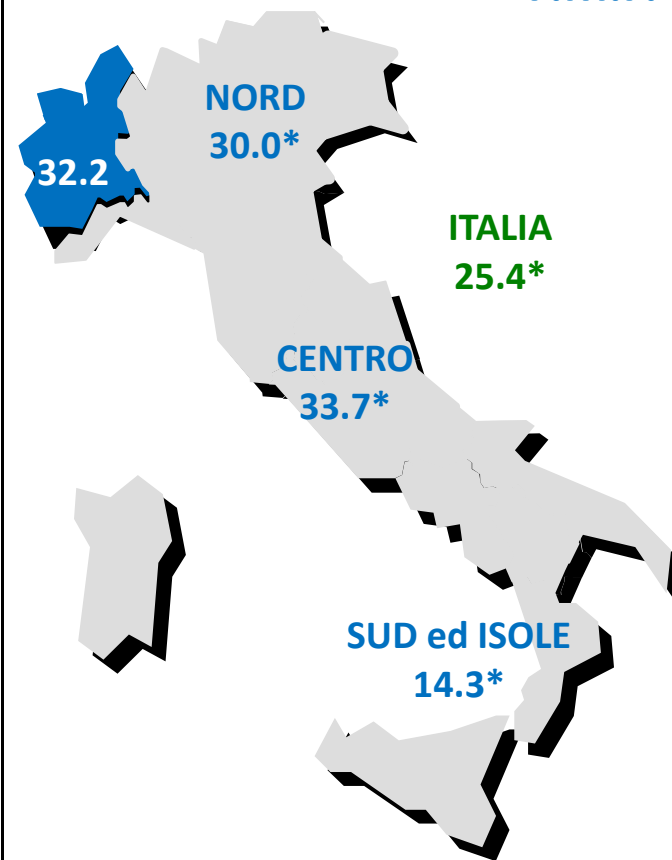 NORD
30.0*
32.2
ITALIA
25.4*
CENTRO
33.7*
SUD ed ISOLE
14.3*